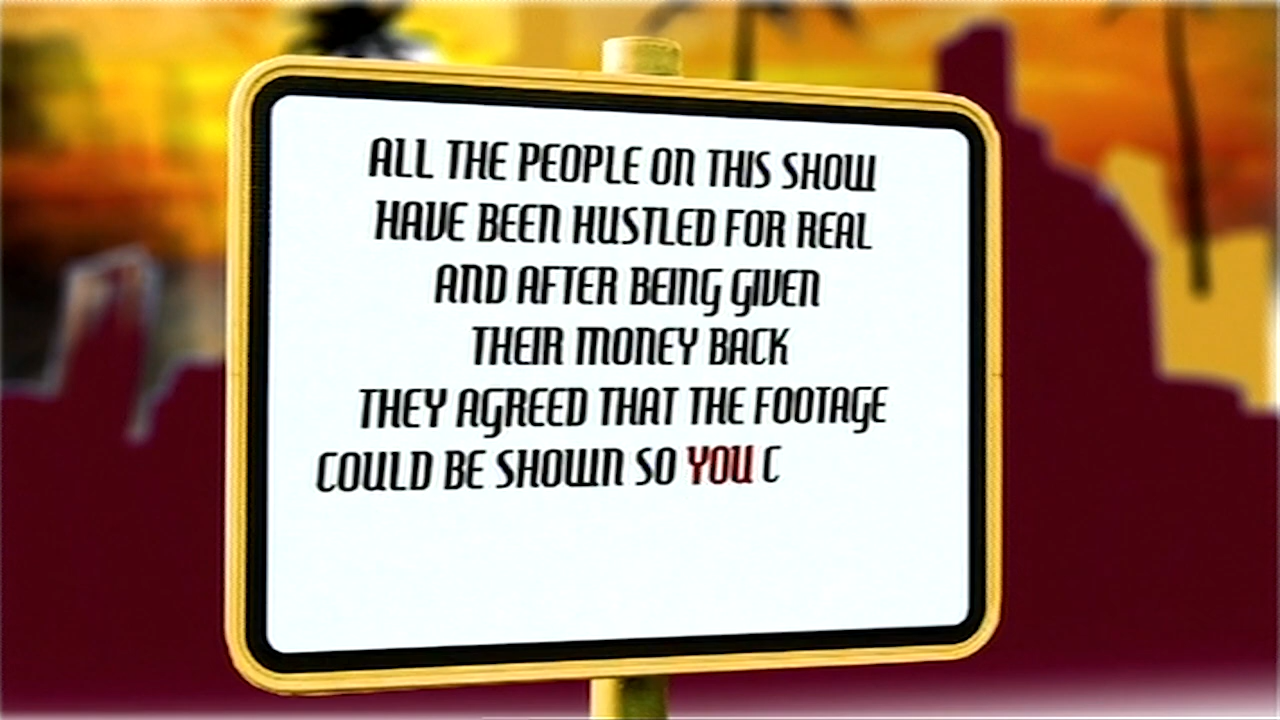 ALL THE PEOPLE ON THIS SHOW
HAVE BEEN HUSTLED FOR REAL
AND AFTER BEING GIVEN
THEIR MONEY BACK
THEY AGREED THAT THE FOOTAGE
COULD BE SHOWN SO YOU C